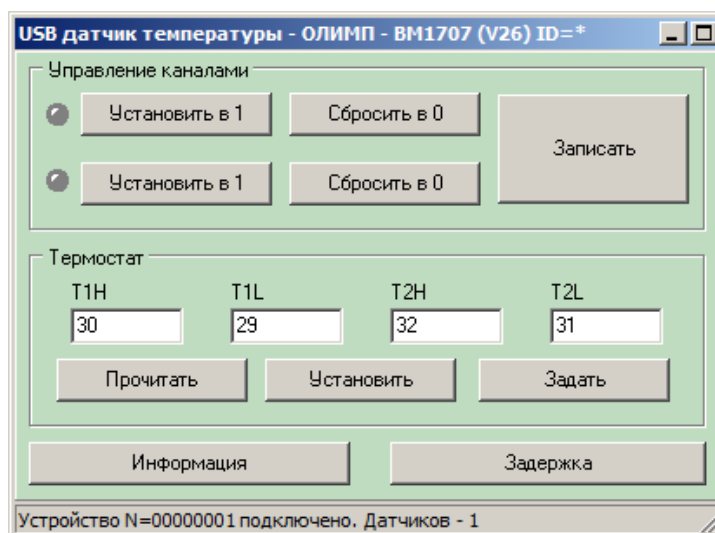 USB датчик температуры - ОЛИМП - BM1707 (V26) ID=*
Управление каналами
Установить в 1 Сбросить в 0
Записать
Установить в 1 Сбросить в 0
Термостат
T1H T1L T2H T2L
30 29 32 31
Прочитать Установить Задать
Информация Задержка
Устройство N=00000001 подключено. Датчиков - 1